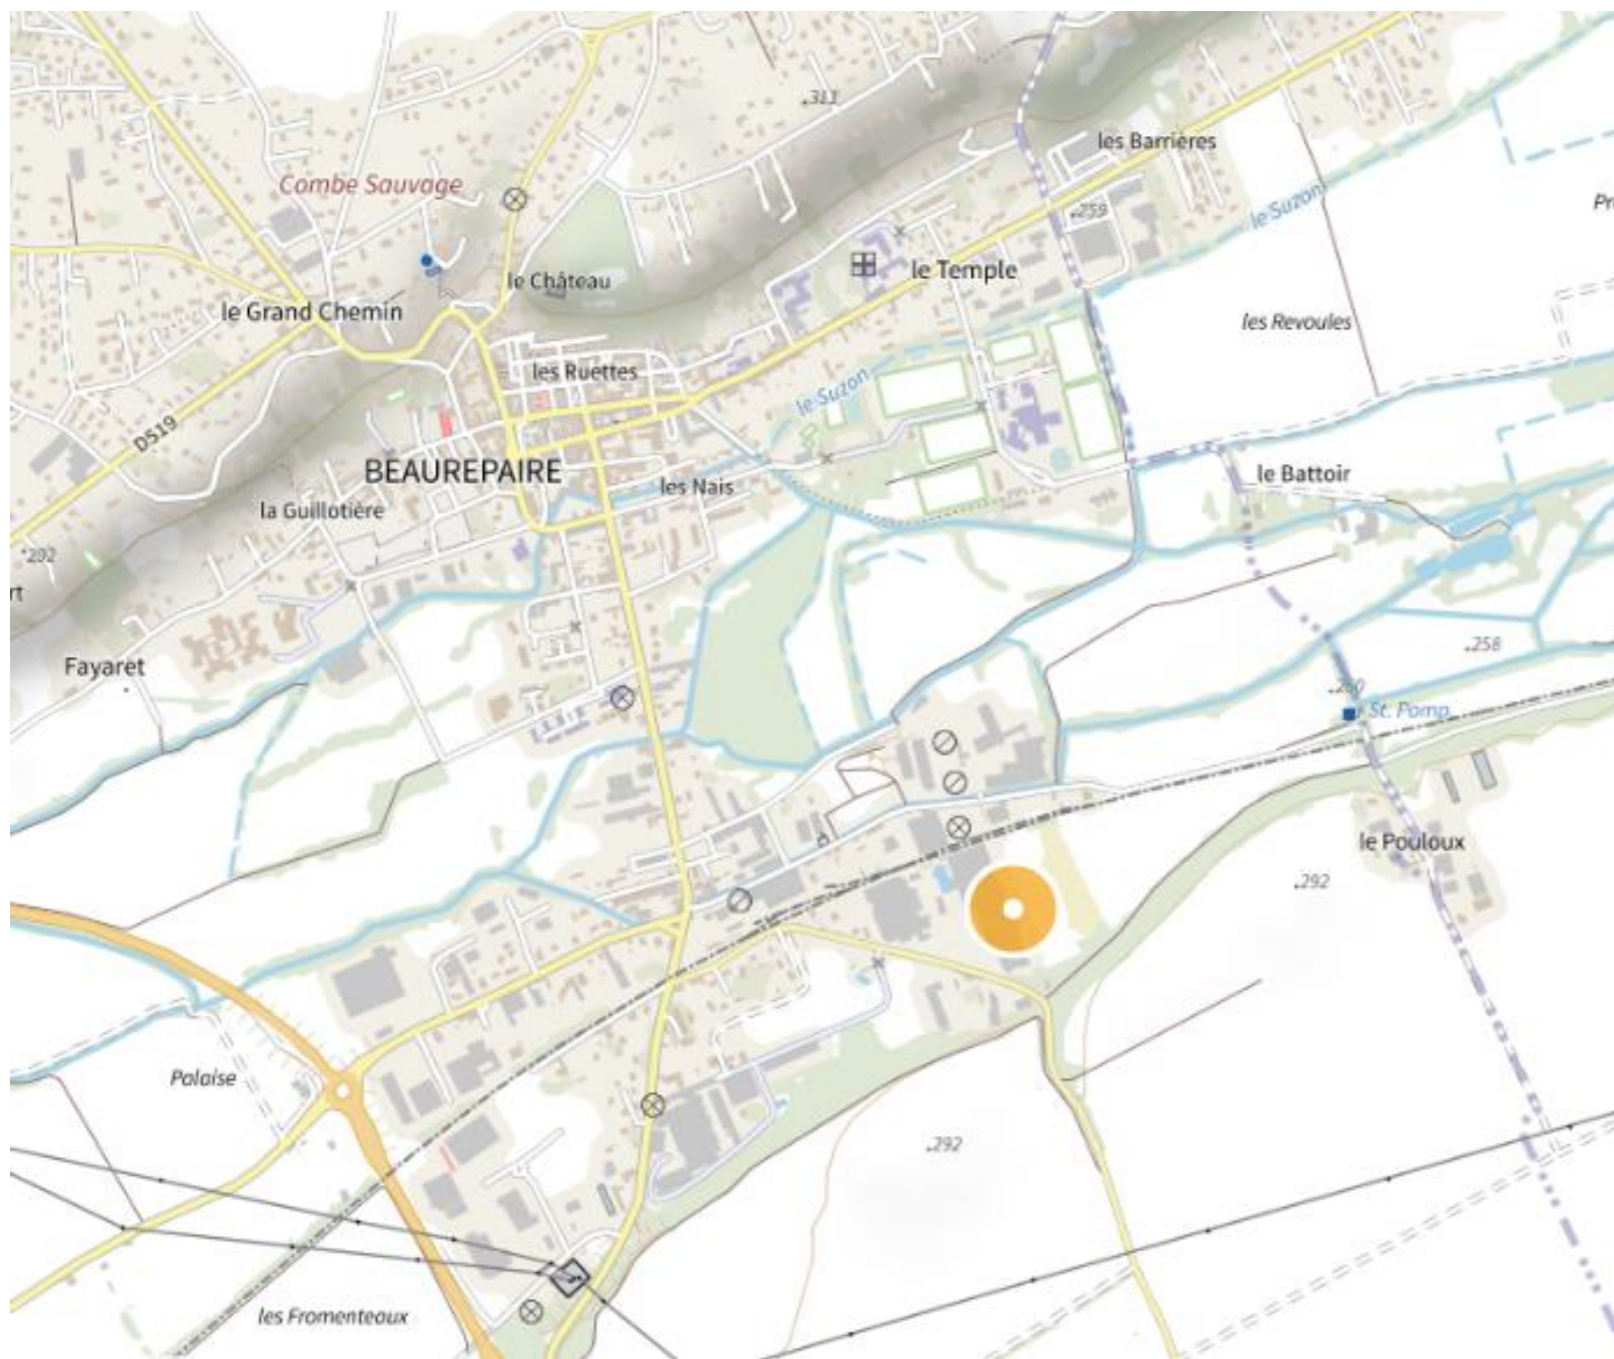 .311
les Barrières
Combe Sauvage
.259
le Suzon
le Château
le Temple
le Grand Chemin
les Revoules
les Ruettes
le Suzon
D519
BEAUREPAIRE
les Nais
le Battoir
la Guillotière
.292
rt
.258
Fayaret
St. Pomp.
le Pouloux
.292
Palaise
.292
les Fromenteaux